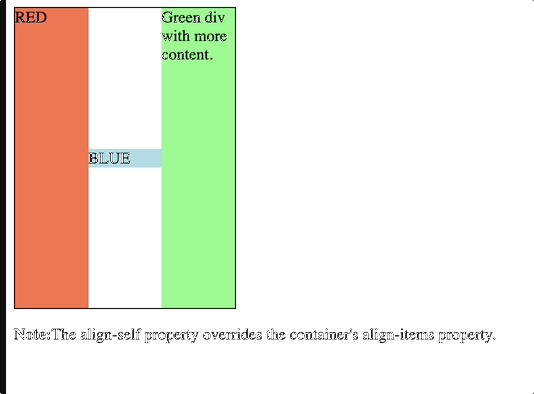 RED
Green div
with more
content.
BLUE
Note:The align-self property overrides the container's align-items property.